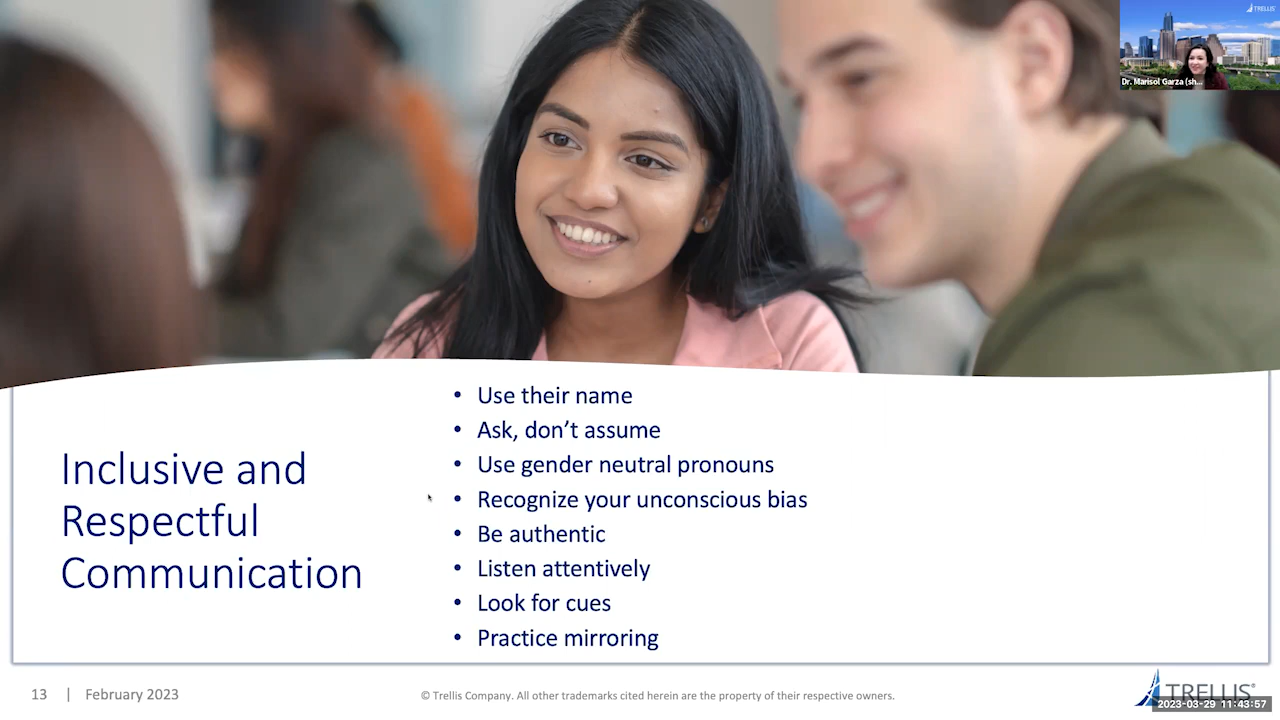 TRELLIS
Dr. Marisol Garza (sh...
Inclusive and
Respectful
Communication
• Use their name
• Ask, don’t assume
• Use gender neutral pronouns
• Recognize your unconscious bias
• Be authentic
• Listen attentively
• Look for cues
• Practice mirroring
13 | February 2023
© Trellis Company. All other trademarks cited herein are the property of their respective owners.
TRELLIS®
2023-03-29 11:43:57